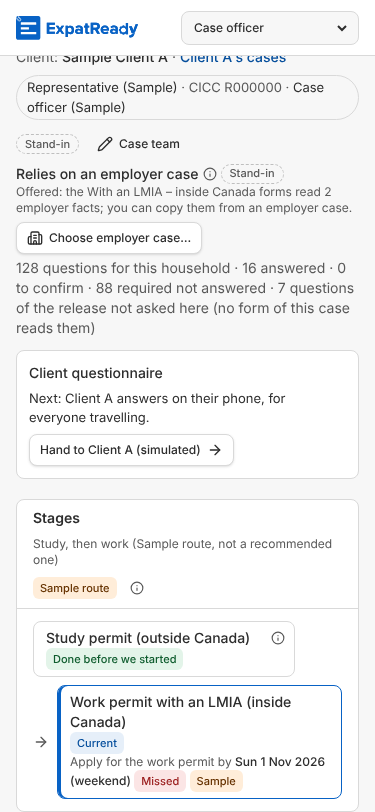 ExpatReady
Case officer
Client: Sample Client A · Client A's cases
Representative (Sample) · CICC R000000 · Case
officer (Sample)
Stand-in
Case team
Relies on an employer case
Stand-in
Offered: the With an LMIA – inside Canada forms read 2
employer facts; you can copy them from an employer case.
Choose employer case...
128 questions for this household · 16 answered · 0
to confirm · 88 required not answered · 7 questions
of the release not asked here (no form of this case
reads them)
Client questionnaire
Next: Client A answers on their phone, for
everyone travelling.
Hand to Client A (simulated)
Stages
Study, then work (Sample route, not a recommended
one)
Sample route
Study permit (outside Canada)
Done before we started
Work permit with an LMIA (inside
Canada)
Current
Apply for the work permit by Sun 1 Nov 2026
(weekend) Missed Sample